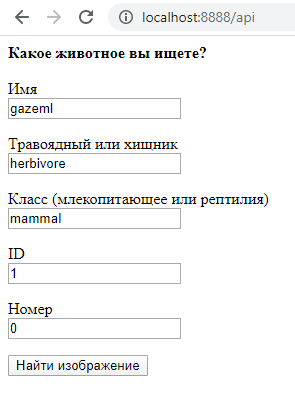 localhost:8888/api
Какое животное вы ищете?
Имя
gazeml
Травоядный или хищник
herbivore
Класс (млекопитающее или рептилия)
mammal
ID
1
Номер
0
Найти изображение